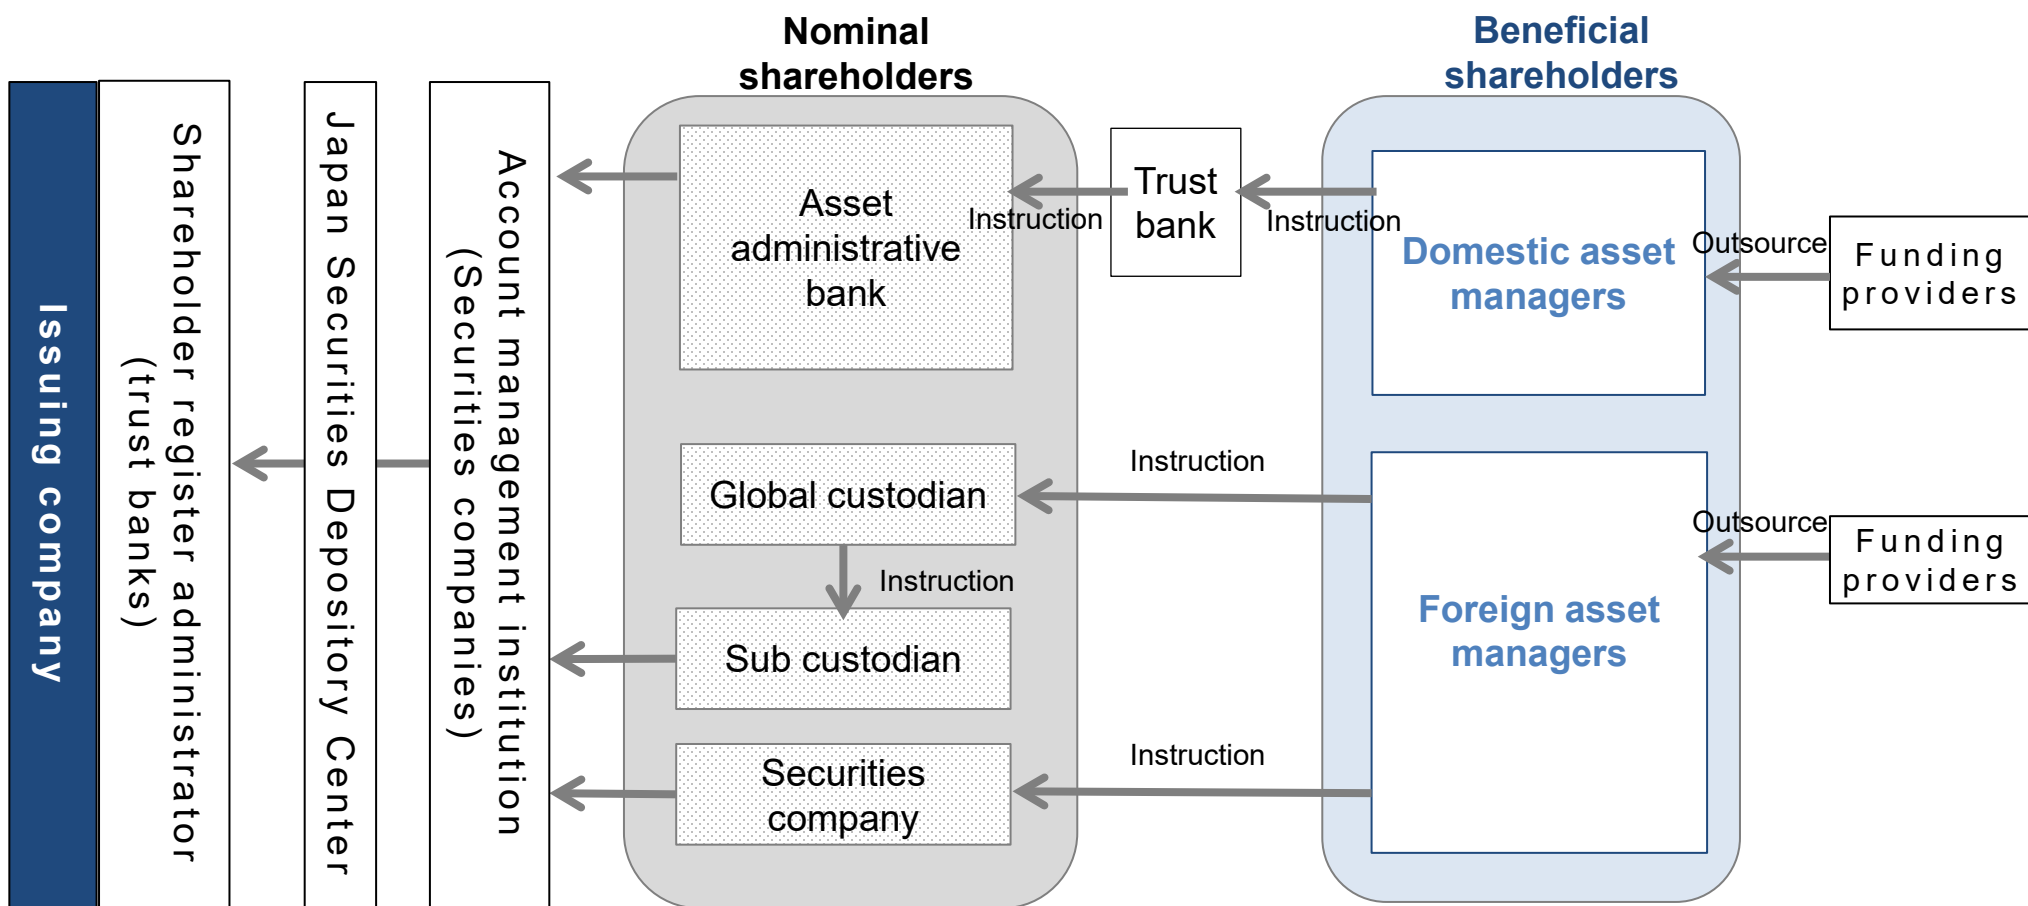 Nominal
shareholders
Beneficial
shareholders
Issuing company
Shareholder register administrator
(trust banks)
Japan Securities Depository Center
Account management institution
(Securities companies)
Asset
administrative
bank
Instruction
Trust
bank
Instruction
Domestic asset
managers
Outsource
Funding
providers
Global custodian
Instruction
Instruction
Sub custodian
Securities
company
Instruction
Foreign asset
managers
Outsource
Funding
providers